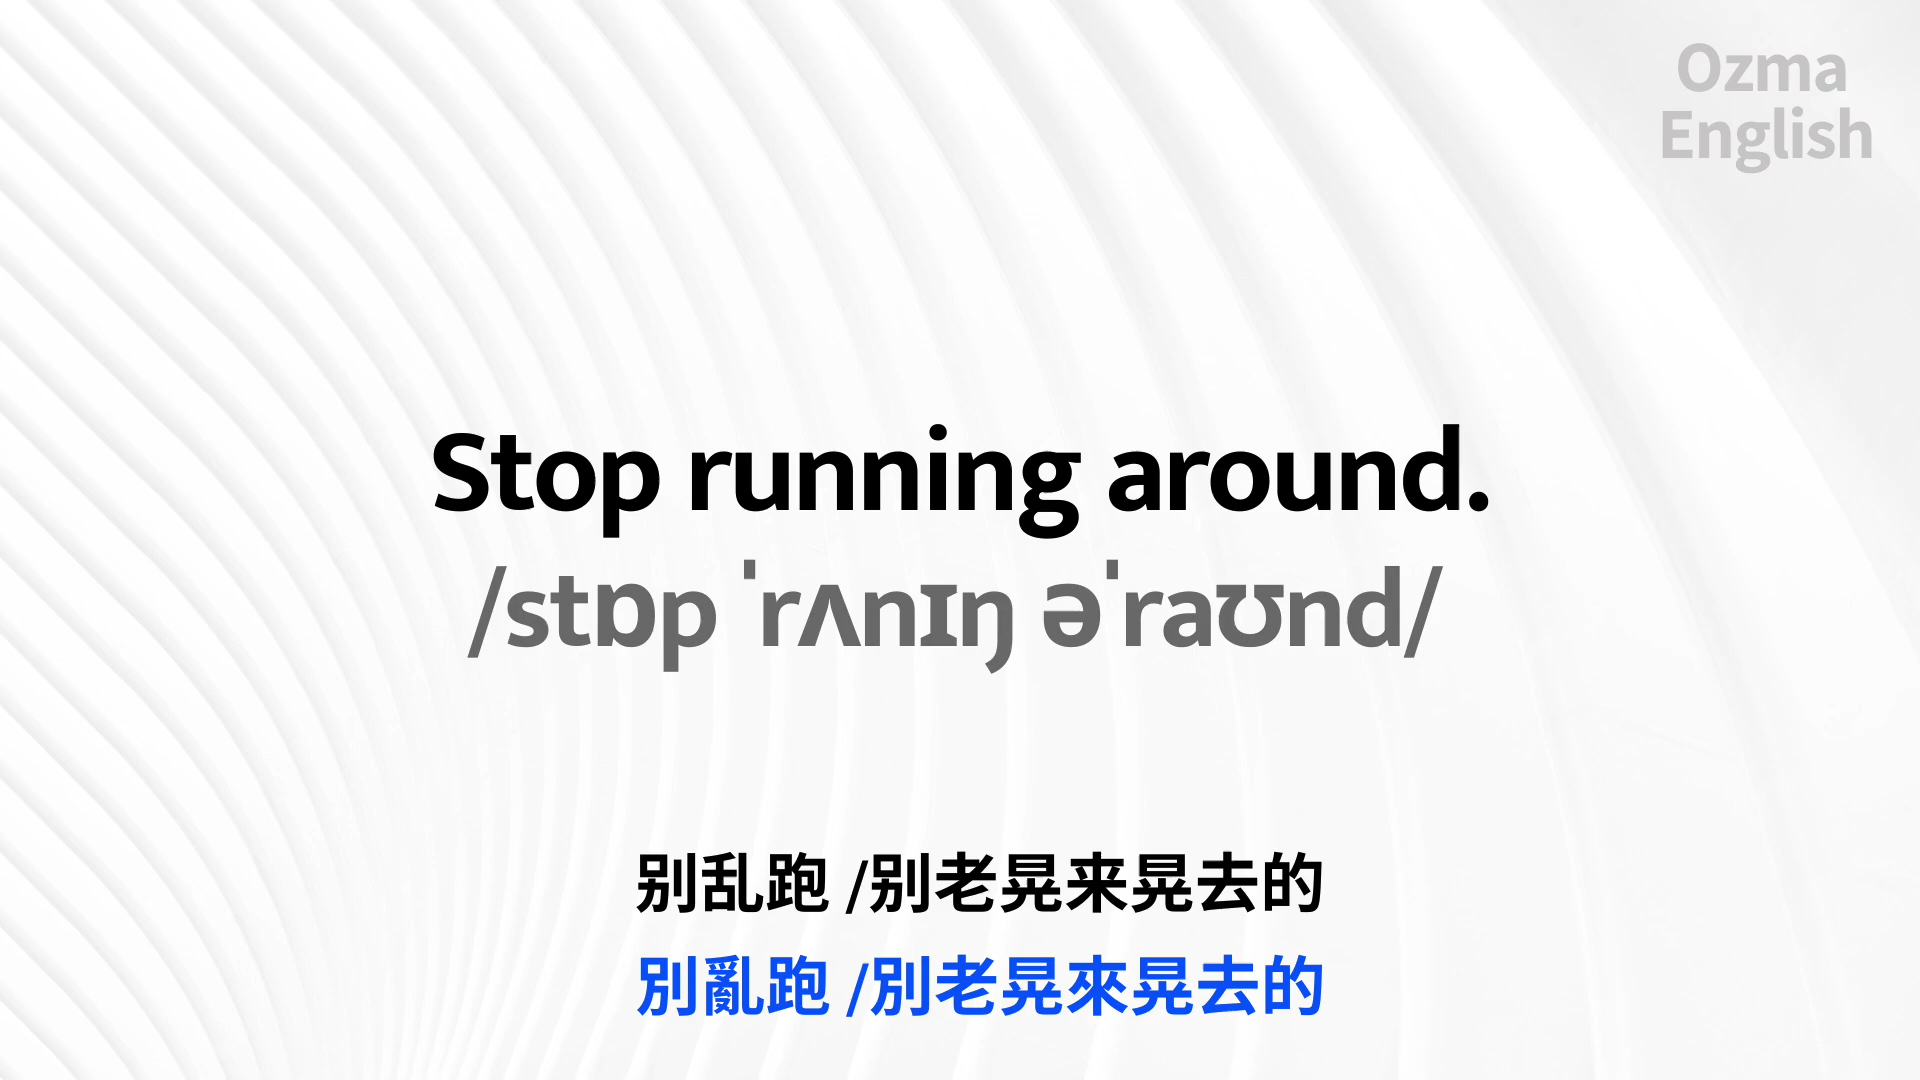 Ozma
English
Stop running around.
/stɒp ˈrʌnɪŋ əˈraʊnd/
别乱跑 /别老晃来晃去的
別亂跑 /別老晃來晃去的